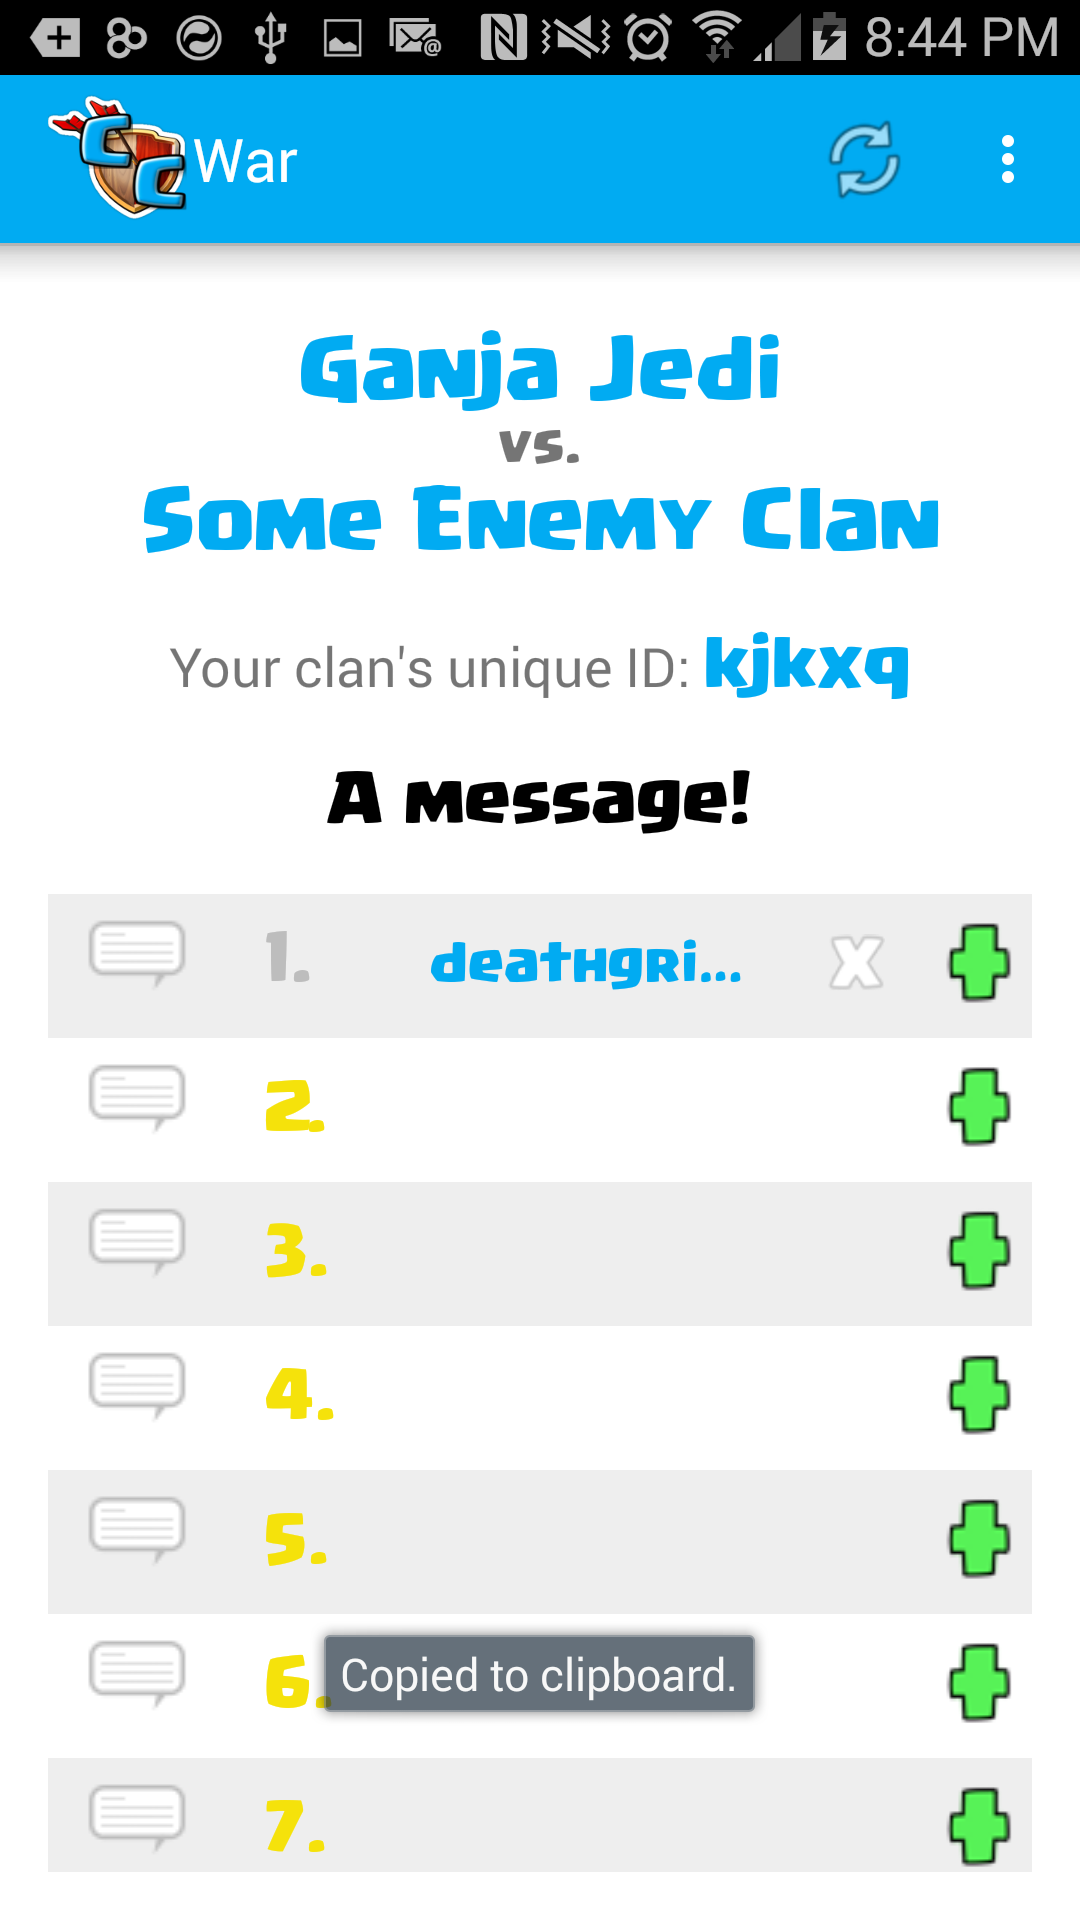 8:44 PM
CC War
Ganja Jedi
vs.
Some Enemy Clan
Your clan's unique ID: kjkxq
A message!
1. deathgri... X
2.
3.
4.
5.
6.
Copied to clipboard.
7.